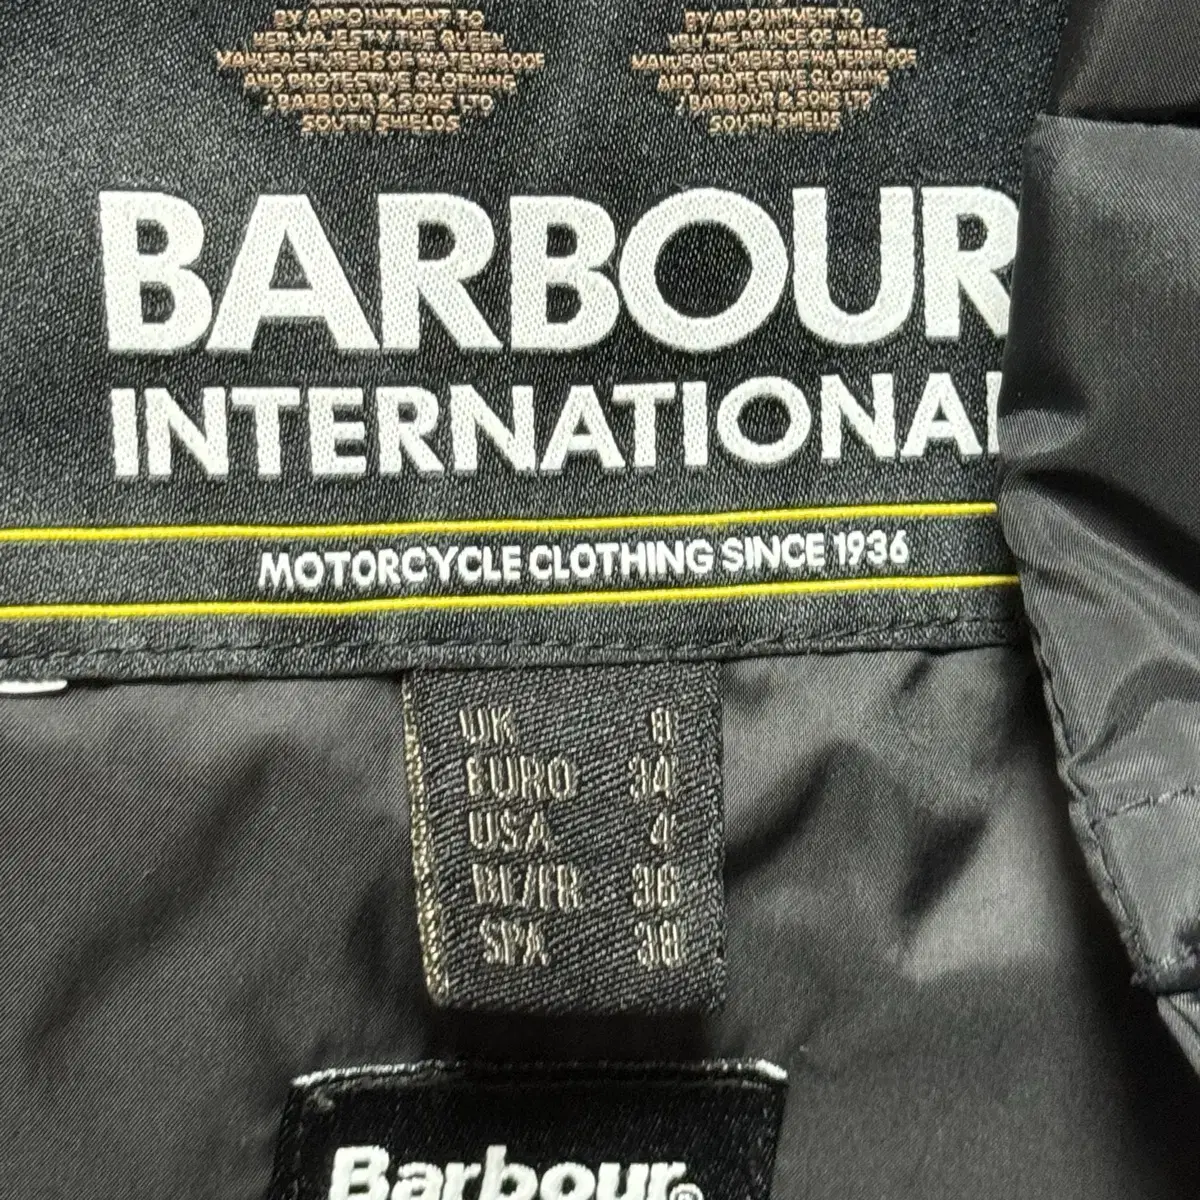 BY APPOINTMENT TO
HER MAJESTY THE QUEEN
MANUFACTURERS OF WATERPROOF
AND PROTECTIVE CLOTHING
J BARBOUR & SONS LTD
SOUTH SHIELDS
BY APPOINTMENT TO
THE PRINCE OF WALES
MANUFACTURERS OF WATERPROOF
AND PROTECTIVE CLOTHING
J BARBOUR & SONS LTD
SOUTH SHIELDS
BARBOUR
INTERNATIONAL
MOTORCYCLE CLOTHING SINCE 1936
UK 8
EURO 34
USA 4
BE/FR 36
SPA 38
Barbour®